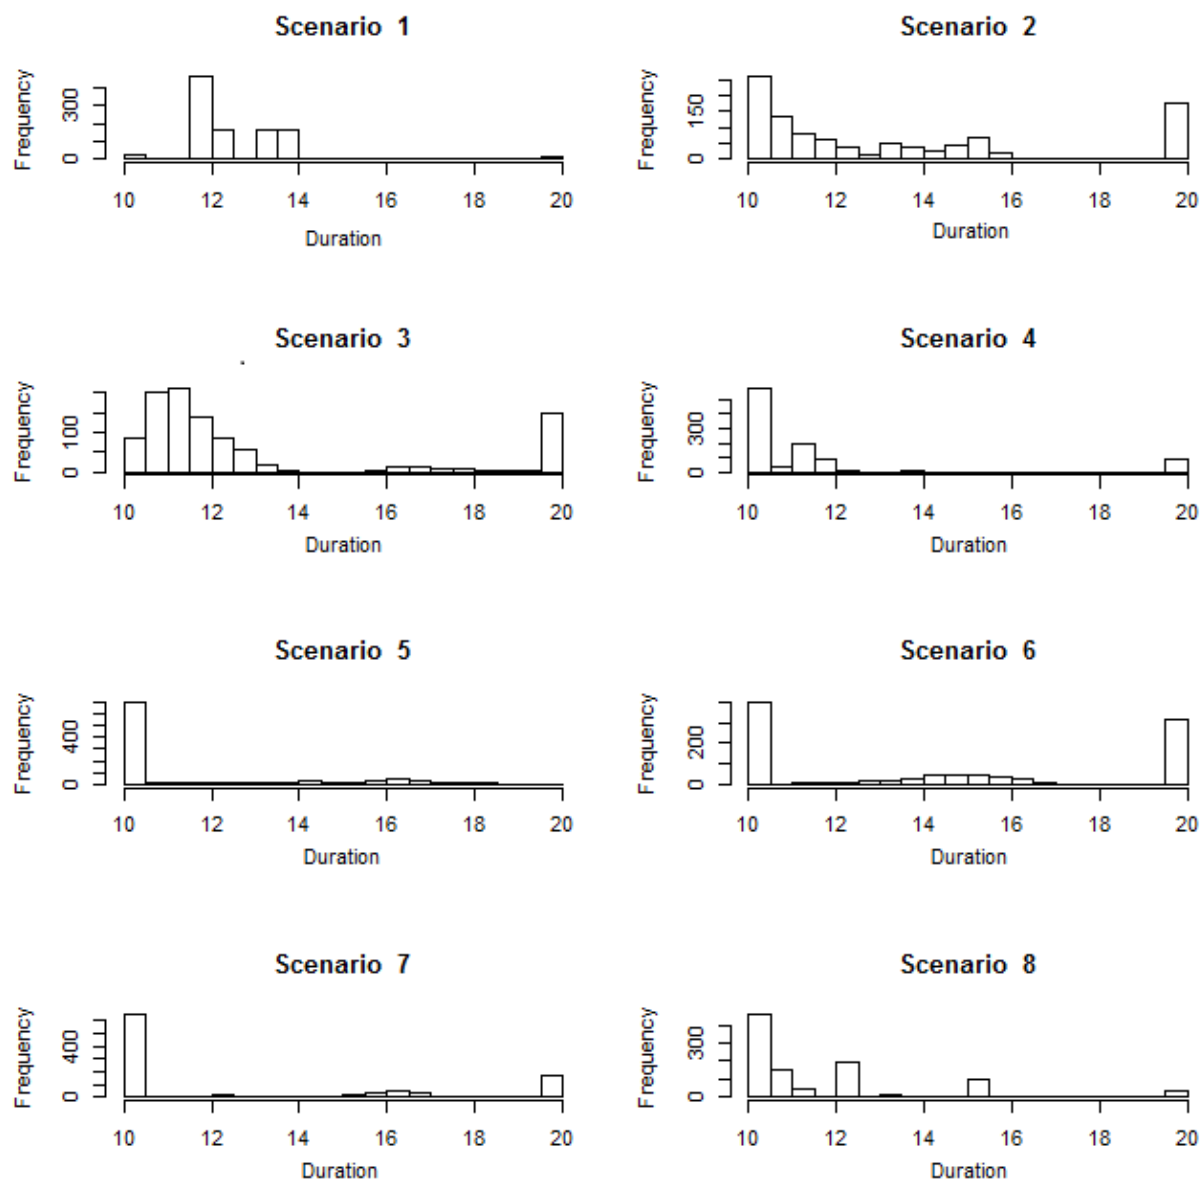 Scenario 1
Frequency
300
0
10 12 14 16 18 20
Duration
Scenario 2
Frequency
150
0
10 12 14 16 18 20
Duration
Scenario 3
Frequency
100
0
10 12 14 16 18 20
Duration
Scenario 4
Frequency
300
0
10 12 14 16 18 20
Duration
Scenario 5
Frequency
400
0
10 12 14 16 18 20
Duration
Scenario 6
Frequency
200
0
10 12 14 16 18 20
Duration
Scenario 7
Frequency
400
0
10 12 14 16 18 20
Duration
Scenario 8
Frequency
300
0
10 12 14 16 18 20
Duration